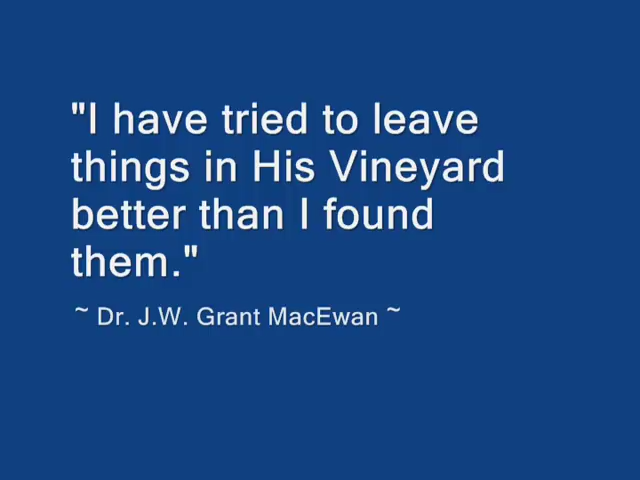 "I have tried to leave
things in His Vineyard
better than I found
them."
~ Dr. J.W. Grant MacEwan ~